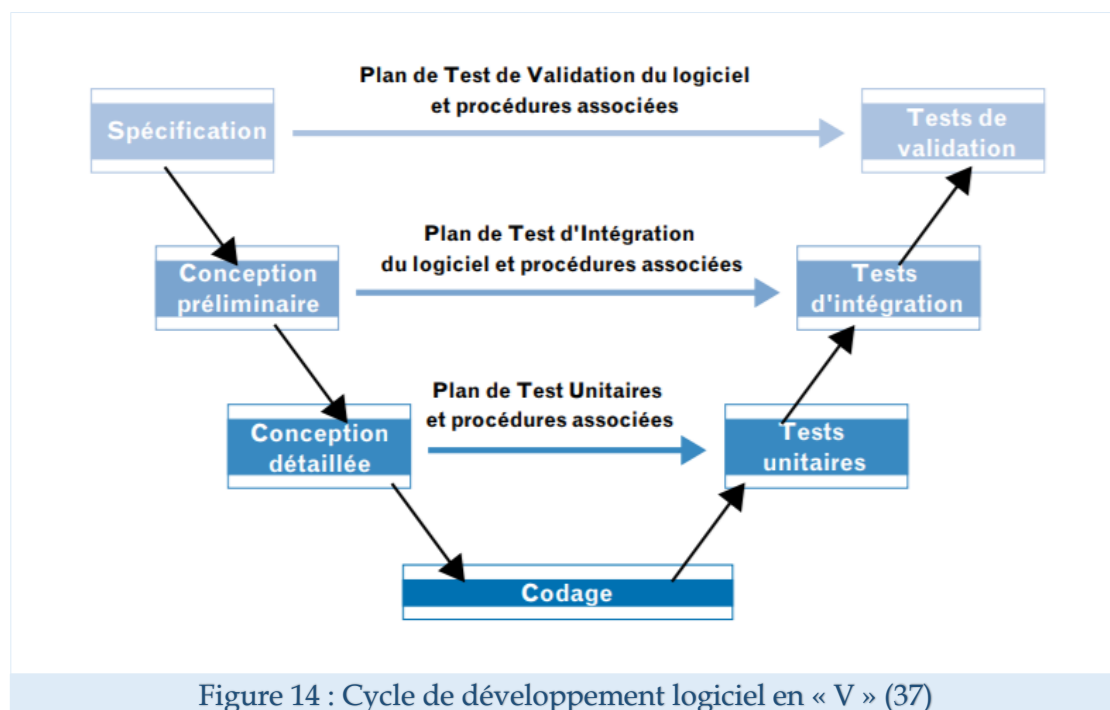 Plan de Test de Validation du logiciel
et procédures associées
Spécification
Tests de
validation
Plan de Test d'Intégration
du logiciel et procédures associées
Conception
préliminaire
Tests
d'intégration
Plan de Test Unitaires
et procédures associées
Conception
détaillée
Tests
unitaires
Codage
Figure 14 : Cycle de développement logiciel en « V » (37)